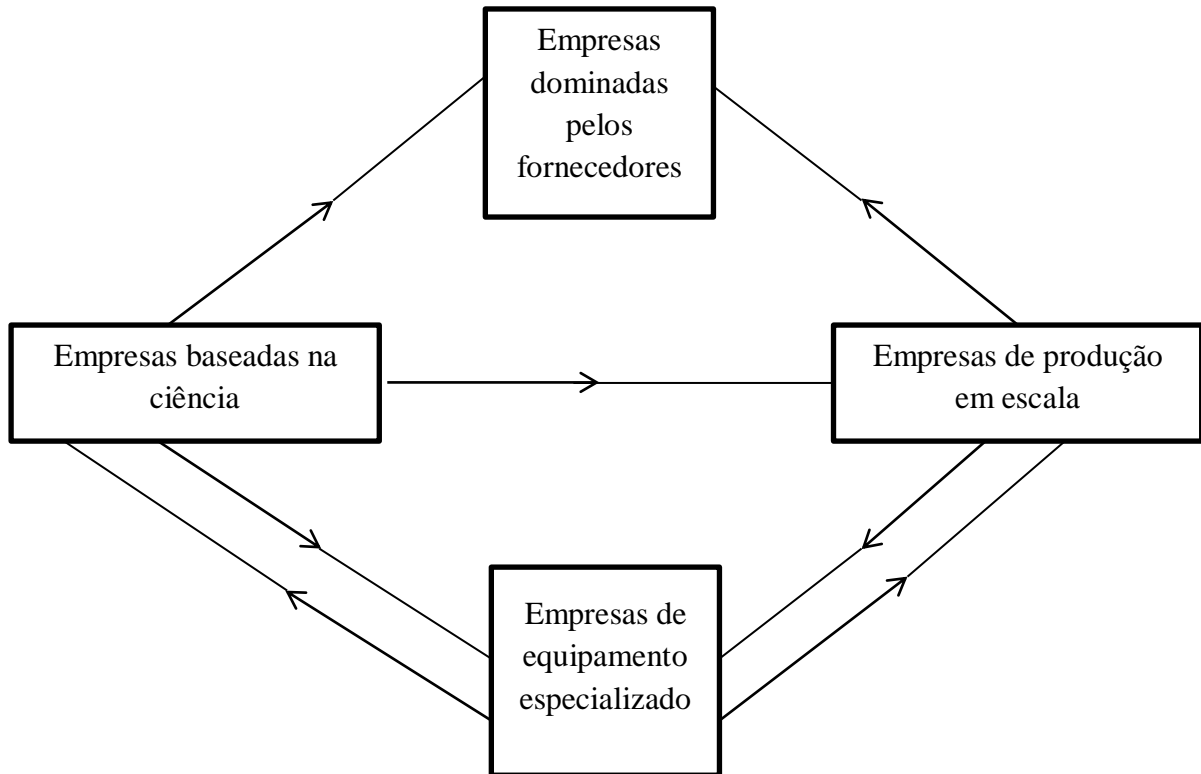 Empresas
dominadas
pelos
fornecedores
Empresas baseadas na
ciência
Empresas de produção
em escala
Empresas de
equipamento
especializado